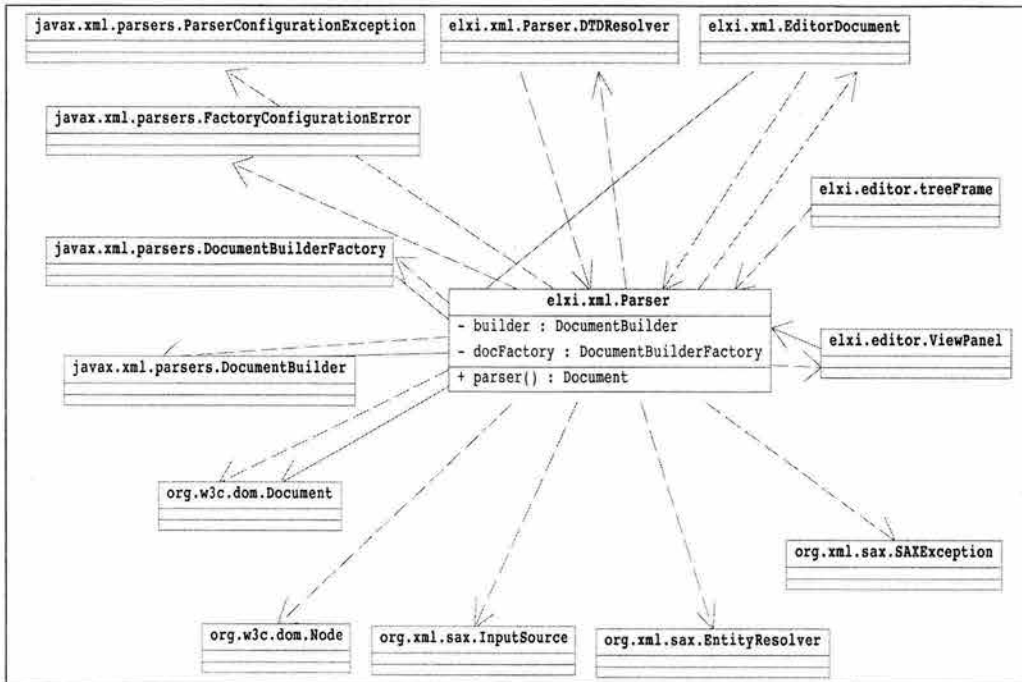 javax.xml.parsers.ParserConfigurationException
elxi.xml.Parser.DTDResolver
elxi.xml.EditorDocument
javax.xml.parsers.FactoryConfigurationError
elxi.editor.treeFrame
javax.xml.parsers.DocumentBuilderFactory
elxi.xml.Parser
- builder : DocumentBuilder
- docFactory : DocumentBuilderFactory
+ parser() : Document
elxi.editor.ViewPanel
javax.xml.parsers.DocumentBuilder
org.w3c.dom.Document
org.xml.sax.SAXException
org.w3c.dom.Node
org.xml.sax.InputSource
org.xml.sax.EntityResolver